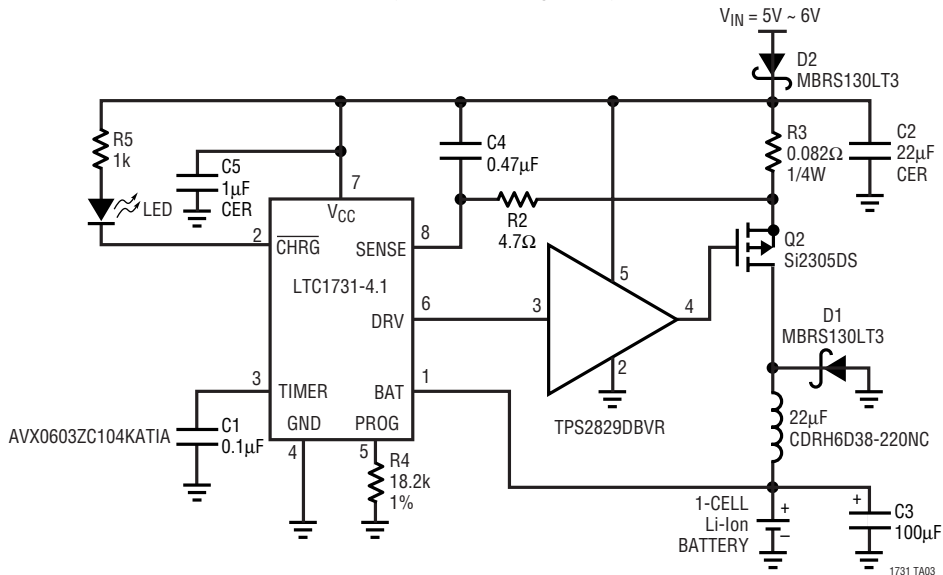 VIN = 5V ~ 6V
D2
MBRS130LT3
R5
1k
C5
1µF
CER
C4
0.47µF
R3
0.082Ω
1/4W
C2
22µF
CER
LED
7
VCC
2
CHRG
SENSE
8
R2
4.7Ω
Q2
Si2305DS
LTC1731-4.1
5
DRV
6
3
4
D1
MBRS130LT3
2
3
TIMER
BAT
1
TPS2829DBVR
22µF
CDRH6D38-220NC
AVX0603ZC104KATIA
C1
0.1µF
GND
PROG
4
5
R4
18.2k
1%
1-CELL
Li-Ion
BATTERY
+
–
+
C3
100µF
1731 TA03